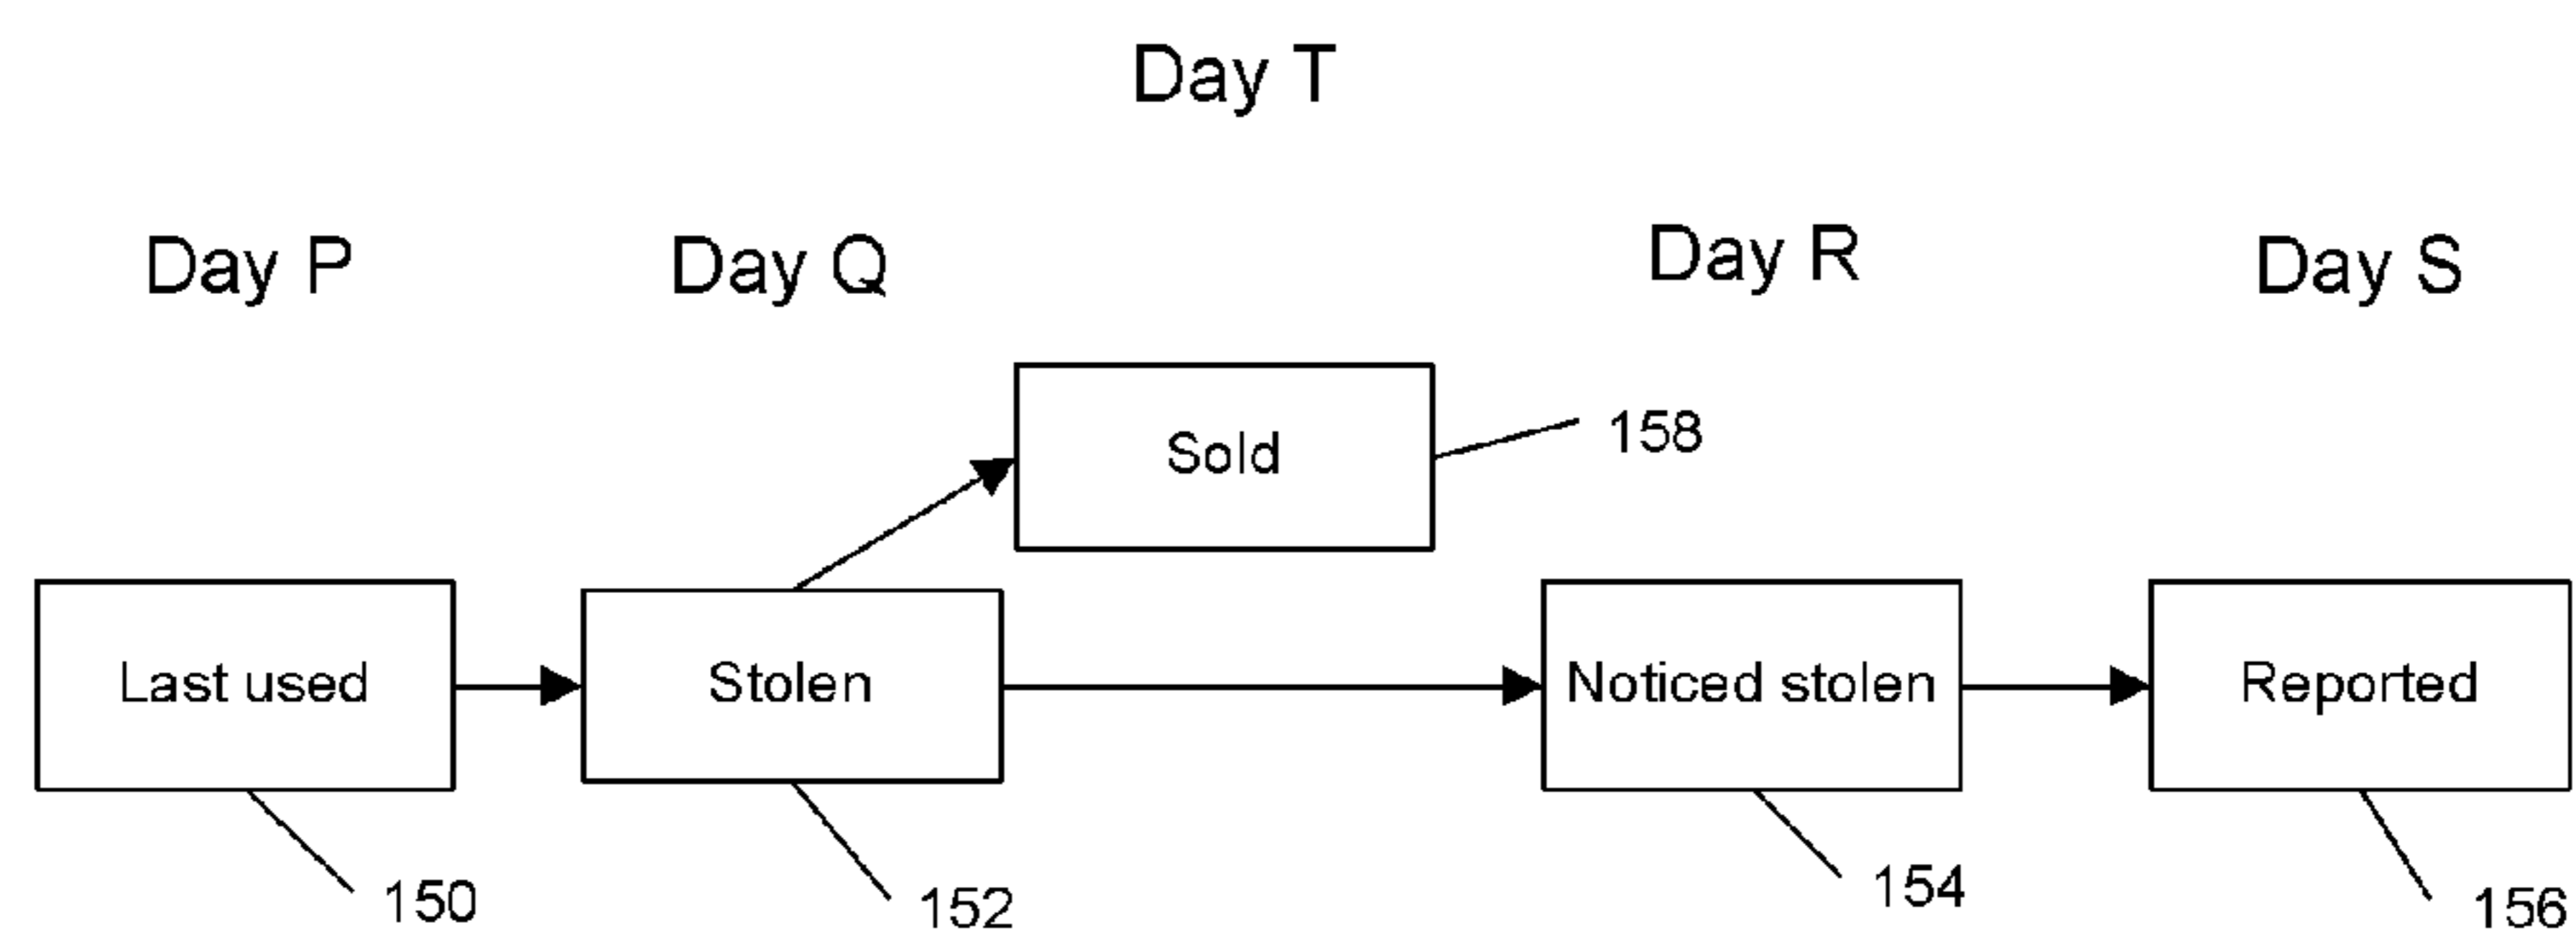 Day T
Day P
Day Q
Day R
Day S
Sold
158
Last used
Stolen
Noticed stolen
Reported
150
152
154
156